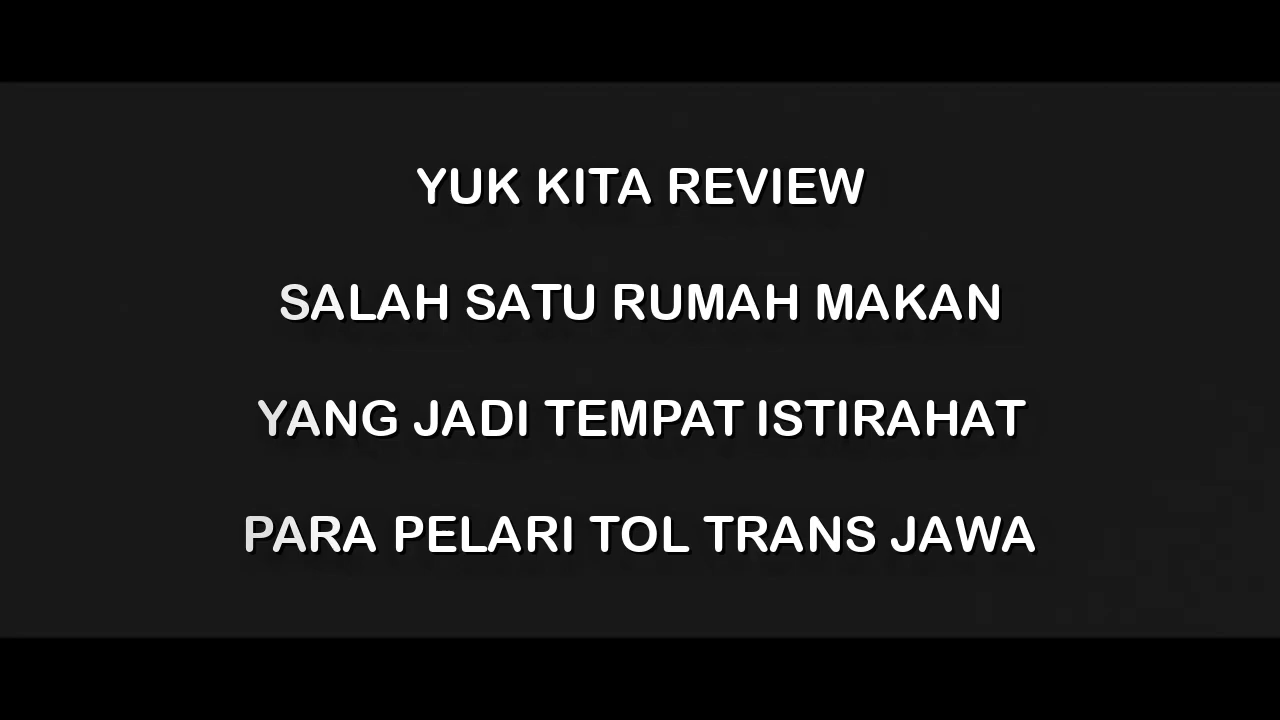 YUK KITA REVIEW
SALAH SATU RUMAH MAKAN
YANG JADI TEMPAT ISTIRAHAT
PARA PELARI TOL TRANS JAWA